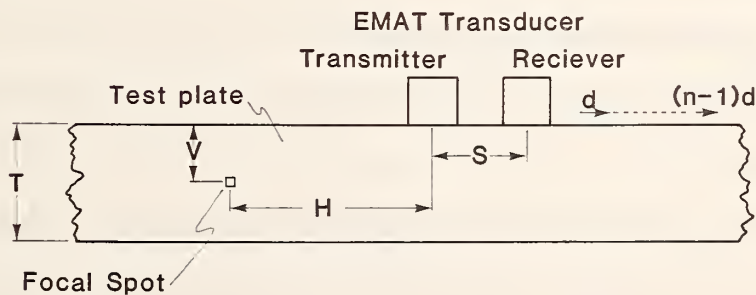 EMAT Transducer
Transmitter Reciever
Test plate
d (n-1)d
V
S
T
H
Focal Spot